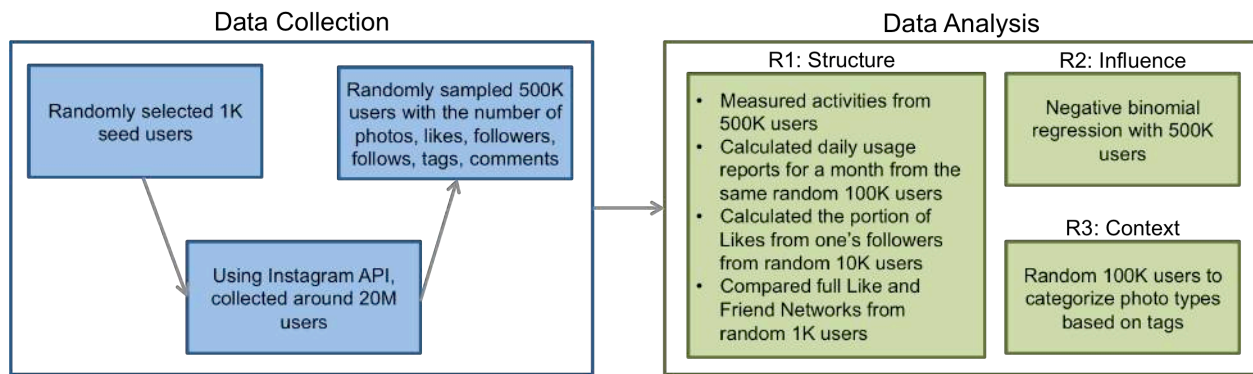 Data Collection
Randomly selected 1K
seed users
Randomly sampled 500K
users with the number of
photos, likes, followers,
follows, tags, comments
Using Instagram API,
collected around 20M
users
Data Analysis
R1: Structure
• Measured activities from
500K users
• Calculated daily usage
reports for a month from the
same random 100K users
• Calculated the portion of
Likes from one's followers
from random 10K users
• Compared full Like and
Friend Networks from
random 1K users
R2: Influence
Negative binomial
regression with 500K
users
R3: Context
Random 100K users to
categorize photo types
based on tags